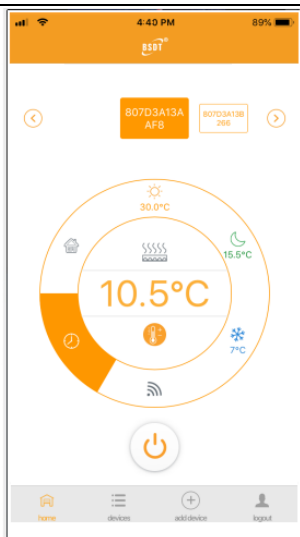 4:40 PM
89%
BSDT®
807D3A13A
AF8
807D3A13B
266
30.0°C
15.5°C
10.5°C
7°C
home
devices
add device
logout